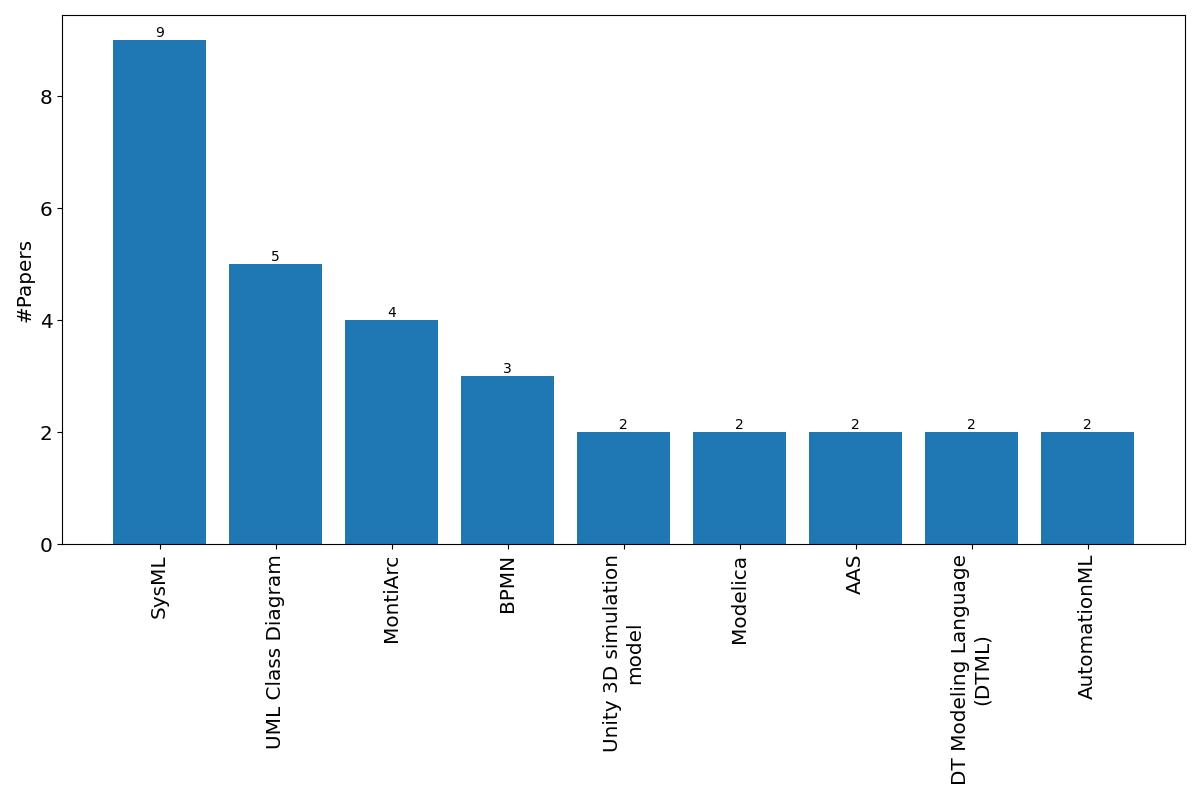 #Papers
8
6
4
2
0
9
5
4
3
2
2
2
2
2
SysML
UML Class Diagram
MontiArc
BPMN
Unity 3D simulation
model
Modelica
AAS
DT Modeling Language
(DTML)
AutomationML